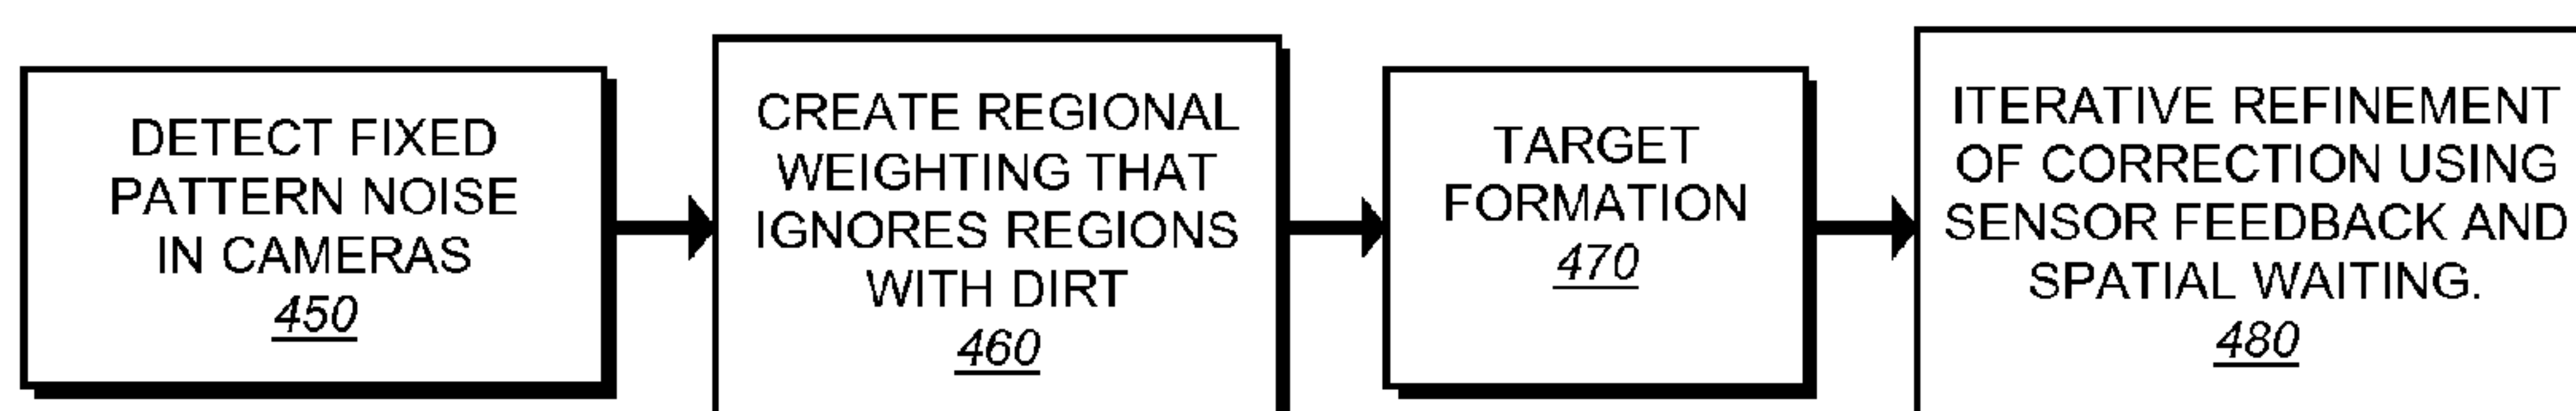 DETECT FIXED
PATTERN NOISE
IN CAMERAS
450
CREATE REGIONAL
WEIGHTING THAT
IGNORES REGIONS
WITH DIRT
460
TARGET
FORMATION
470
ITERATIVE REFINEMENT
OF CORRECTION USING
SENSOR FEEDBACK AND
SPATIAL WAITING.
480